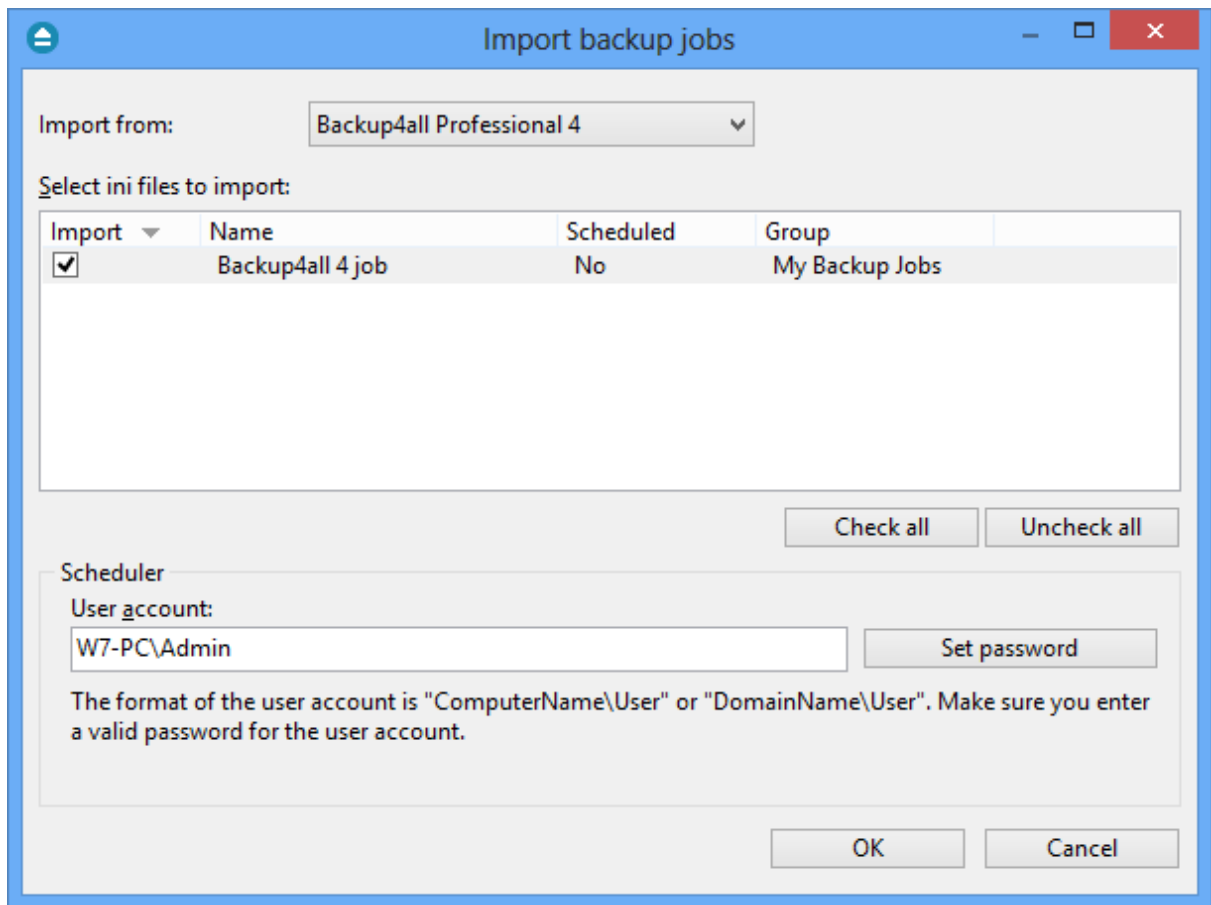 Import backup jobs
Import from: Backup4all Professional 4
Select ini files to import:
Import Name Scheduled Group
Backup4all 4 job No My Backup Jobs
Check all Uncheck all
Scheduler
User account:
W7-PC\Admin Set password
The format of the user account is "ComputerName\User" or "DomainName\User". Make sure you enter
a valid password for the user account.
OK Cancel